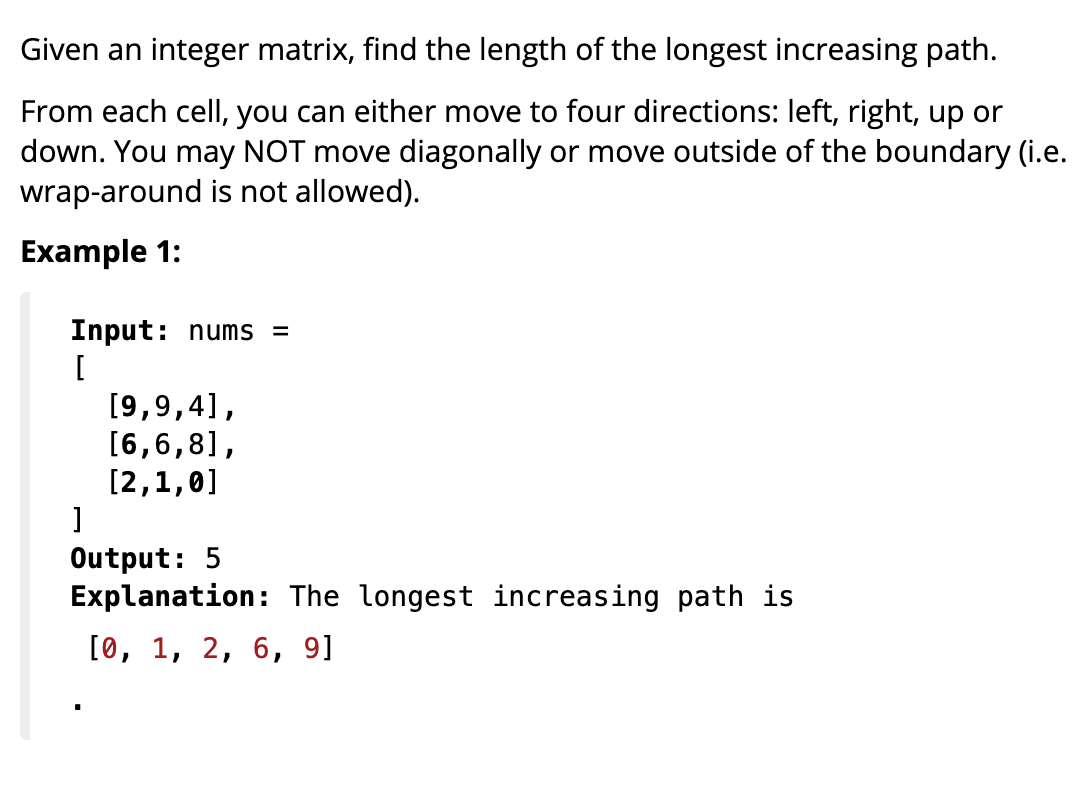 Given an integer matrix, find the length of the longest increasing path.
From each cell, you can either move to four directions: left, right, up or
down. You may NOT move diagonally or move outside of the boundary (i.e.
wrap-around is not allowed).
Example 1:
Input: nums =
[
  [9,9,4],
  [6,6,8],
  [2,1,0]
]
Output: 5
Explanation: The longest increasing path is
[0, 1, 2, 6, 9]
.